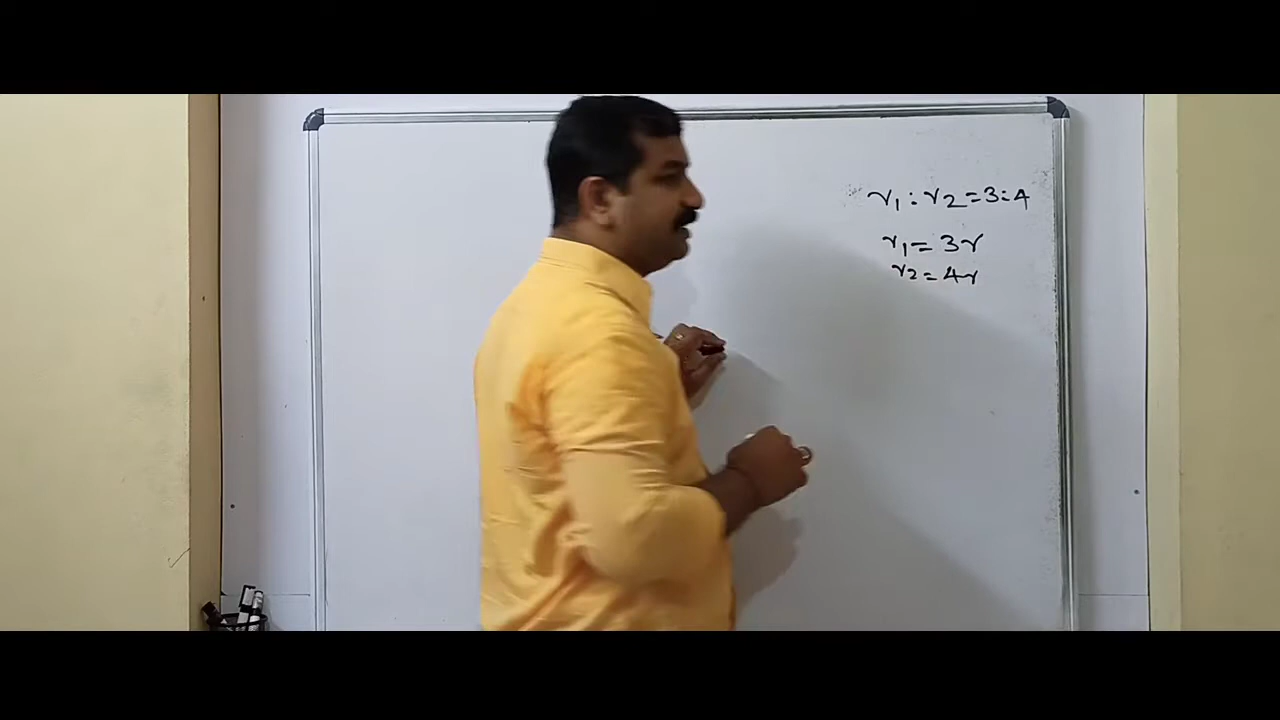 r₁ : r₂ = 3 : 4
r₁ = 3r
r₂ = 4r